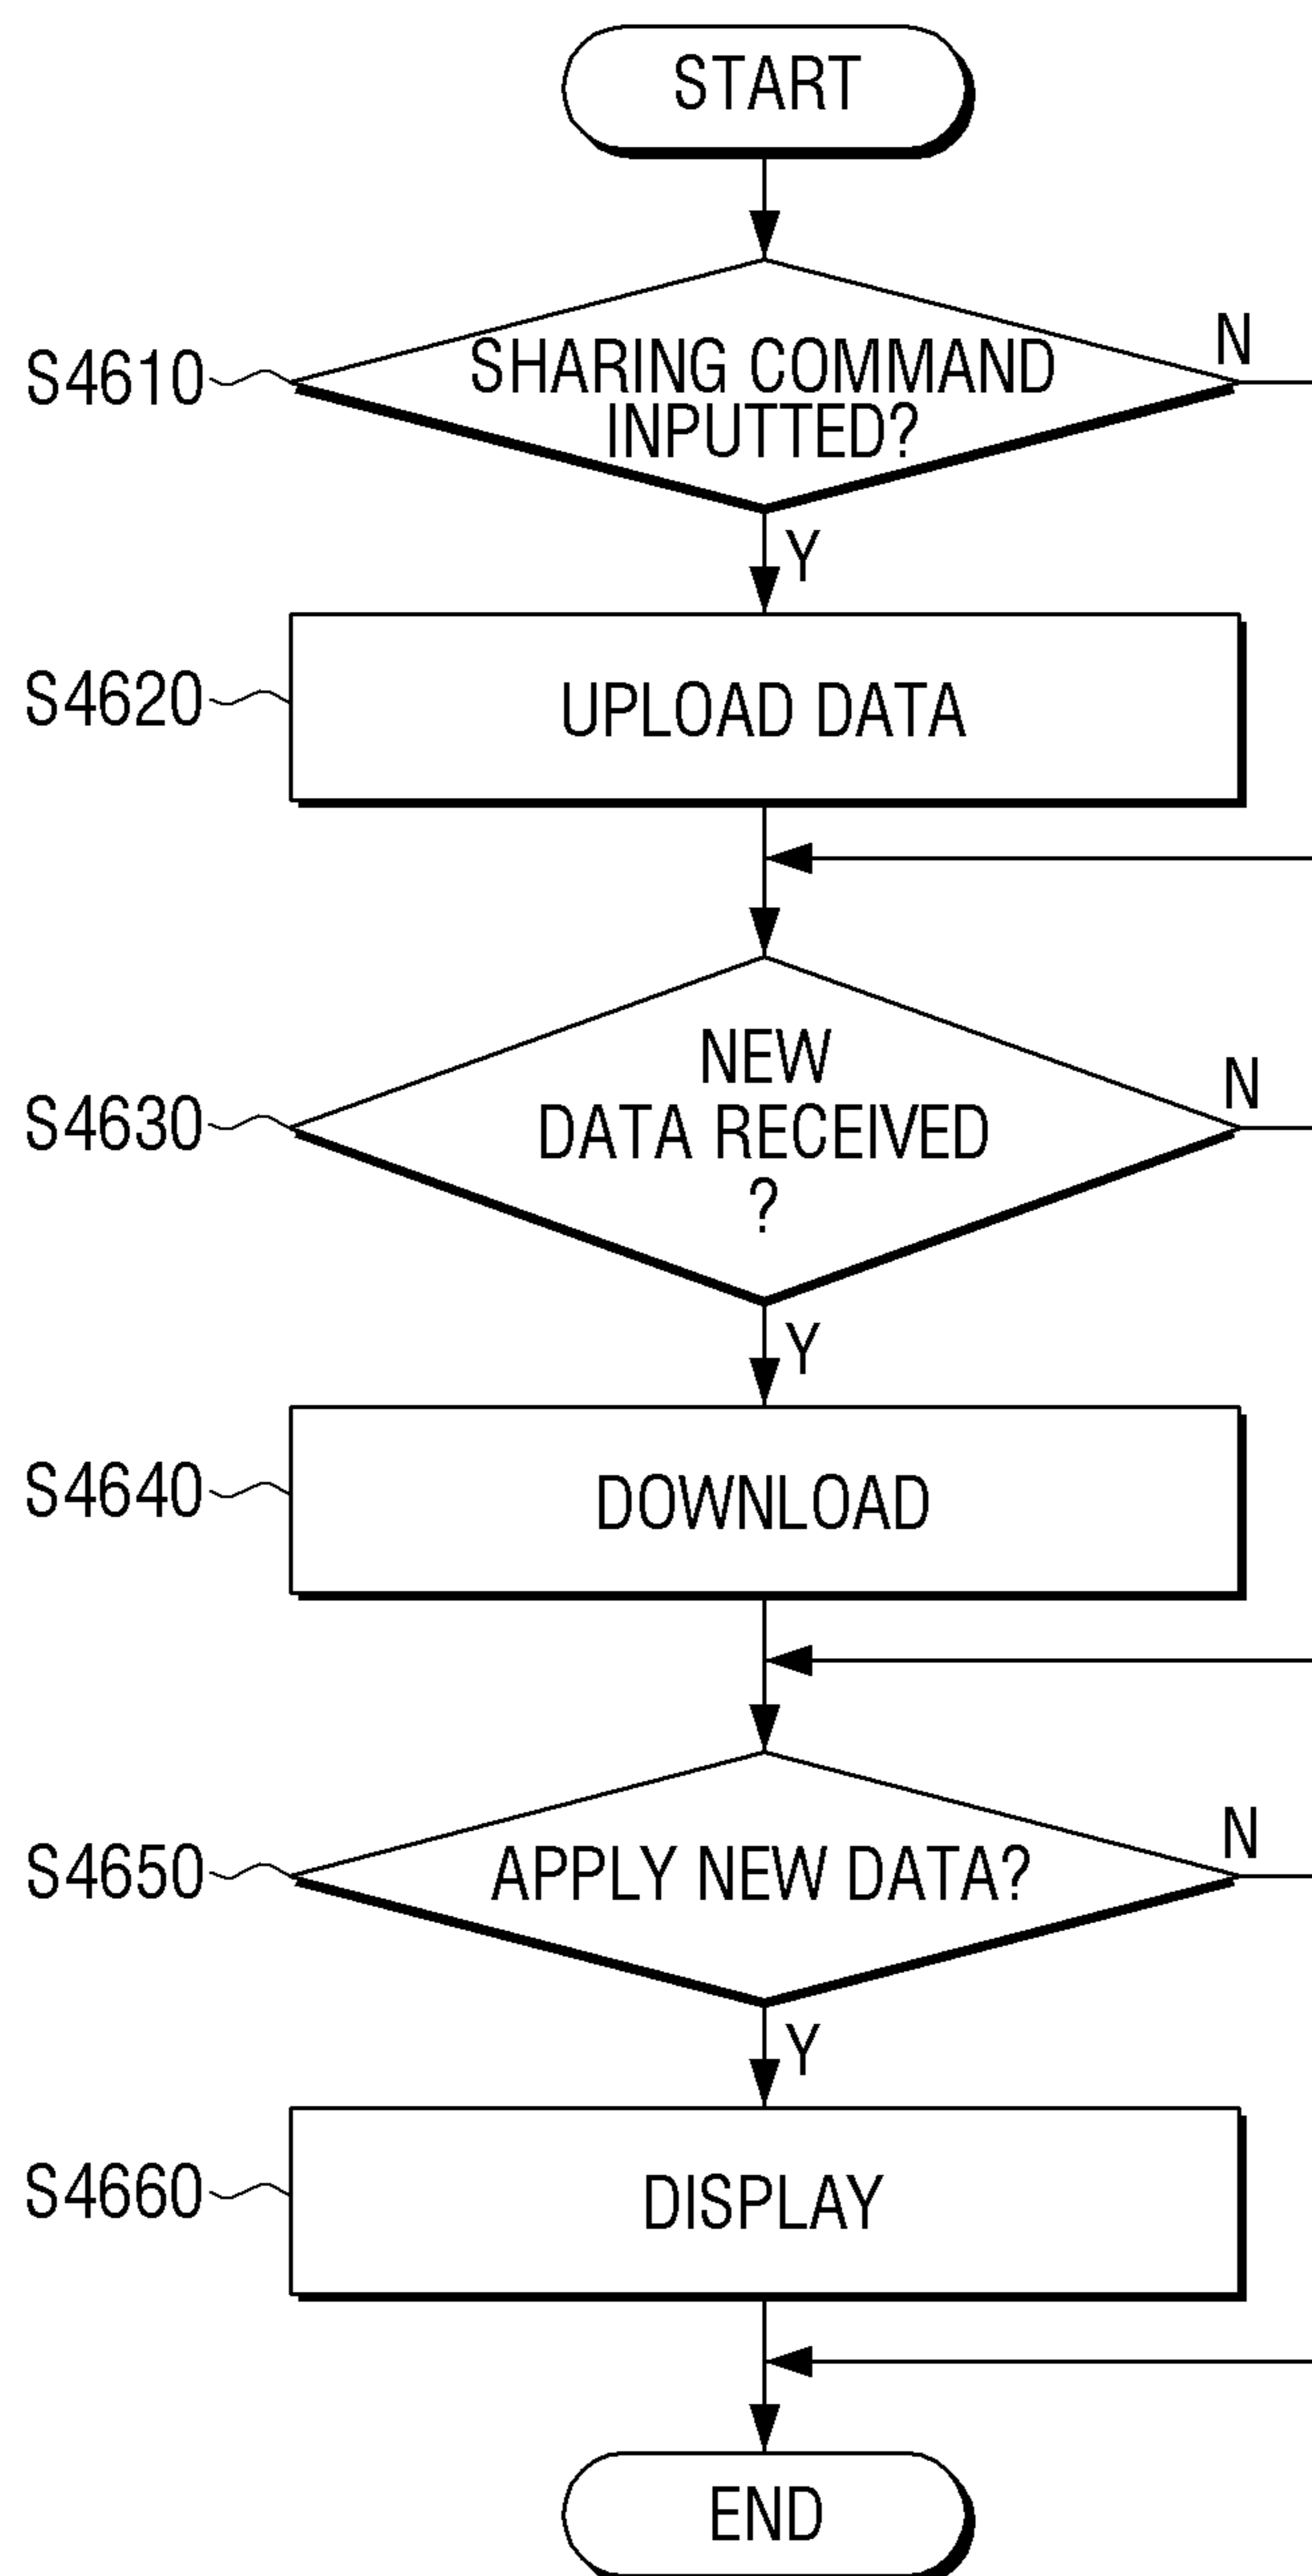 START
S4610
SHARING COMMAND
INPUTTED?
N
Y
S4620
UPLOAD DATA
S4630
NEW
DATA RECEIVED
?
N
Y
S4640
DOWNLOAD
S4650
APPLY NEW DATA?
N
Y
S4660
DISPLAY
END